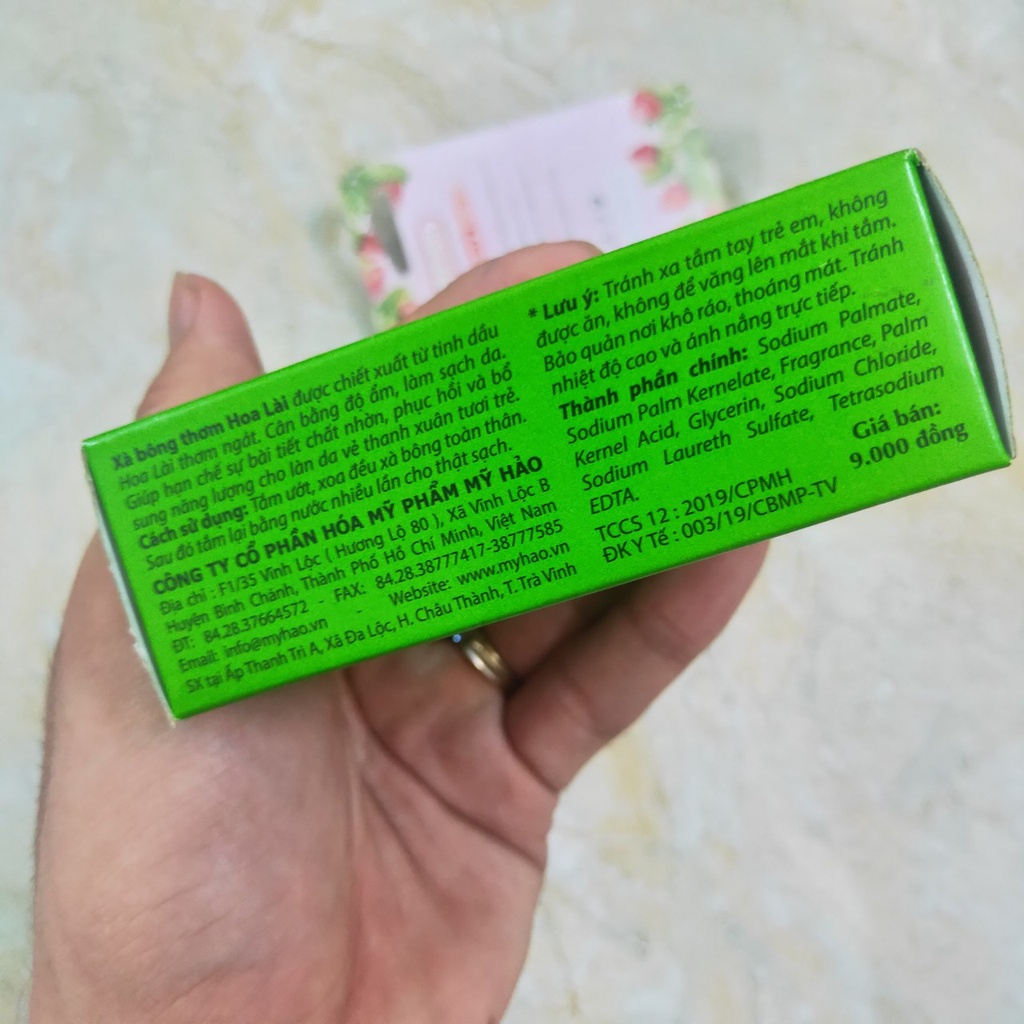 Xà bông thơm Hoa Lài được chiết xuất từ tinh dầu
Hoa Lài thơm ngát. Cân bằng độ ẩm, làm sạch da.
Giúp hạn chế sự bài tiết chất nhờn, phục hồi và bổ
sung năng lượng cho làn da vẻ thanh xuân tươi trẻ.
Cách sử dụng: Tắm ướt, xoa đều xà bông toàn thân.
Sau đó tắm lại bằng nước nhiều lần cho thật sạch.
CÔNG TY CỔ PHẦN HÓA MỸ PHẨM MỸ HẢO
Địa chỉ : F1/35 Vĩnh Lộc ( Hương Lộ 80 ), Xã Vĩnh Lộc B
Huyện Bình Chánh, Thành Phố Hồ Chí Minh, Việt Nam
ĐT: 84.28.37664572 - FAX: 84.28.38777417-38777585
Email: info@myhao.vn - Website: www.myhao.vn
SX tại Ấp Thanh Trì A, Xã Đa Lộc, H. Châu Thành, T. Trà Vinh
* Lưu ý: Tránh xa tầm tay trẻ em, không
được ăn, không để văng lên mắt khi tắm.
Bảo quản nơi khô ráo, thoáng mát. Tránh
nhiệt độ cao và ánh nắng trực tiếp.
Thành phần chính: Sodium Palmate,
Sodium Palm Kernelate, Fragrance, Palm
Kernel Acid, Glycerin, Sodium Chloride,
Sodium Laureth Sulfate, Tetrasodium
EDTA.
Giá bán:
9.000 đồng
TCCS 12 : 2019/CPMH
ĐK Y Tế : 003/19/CBMP-TV